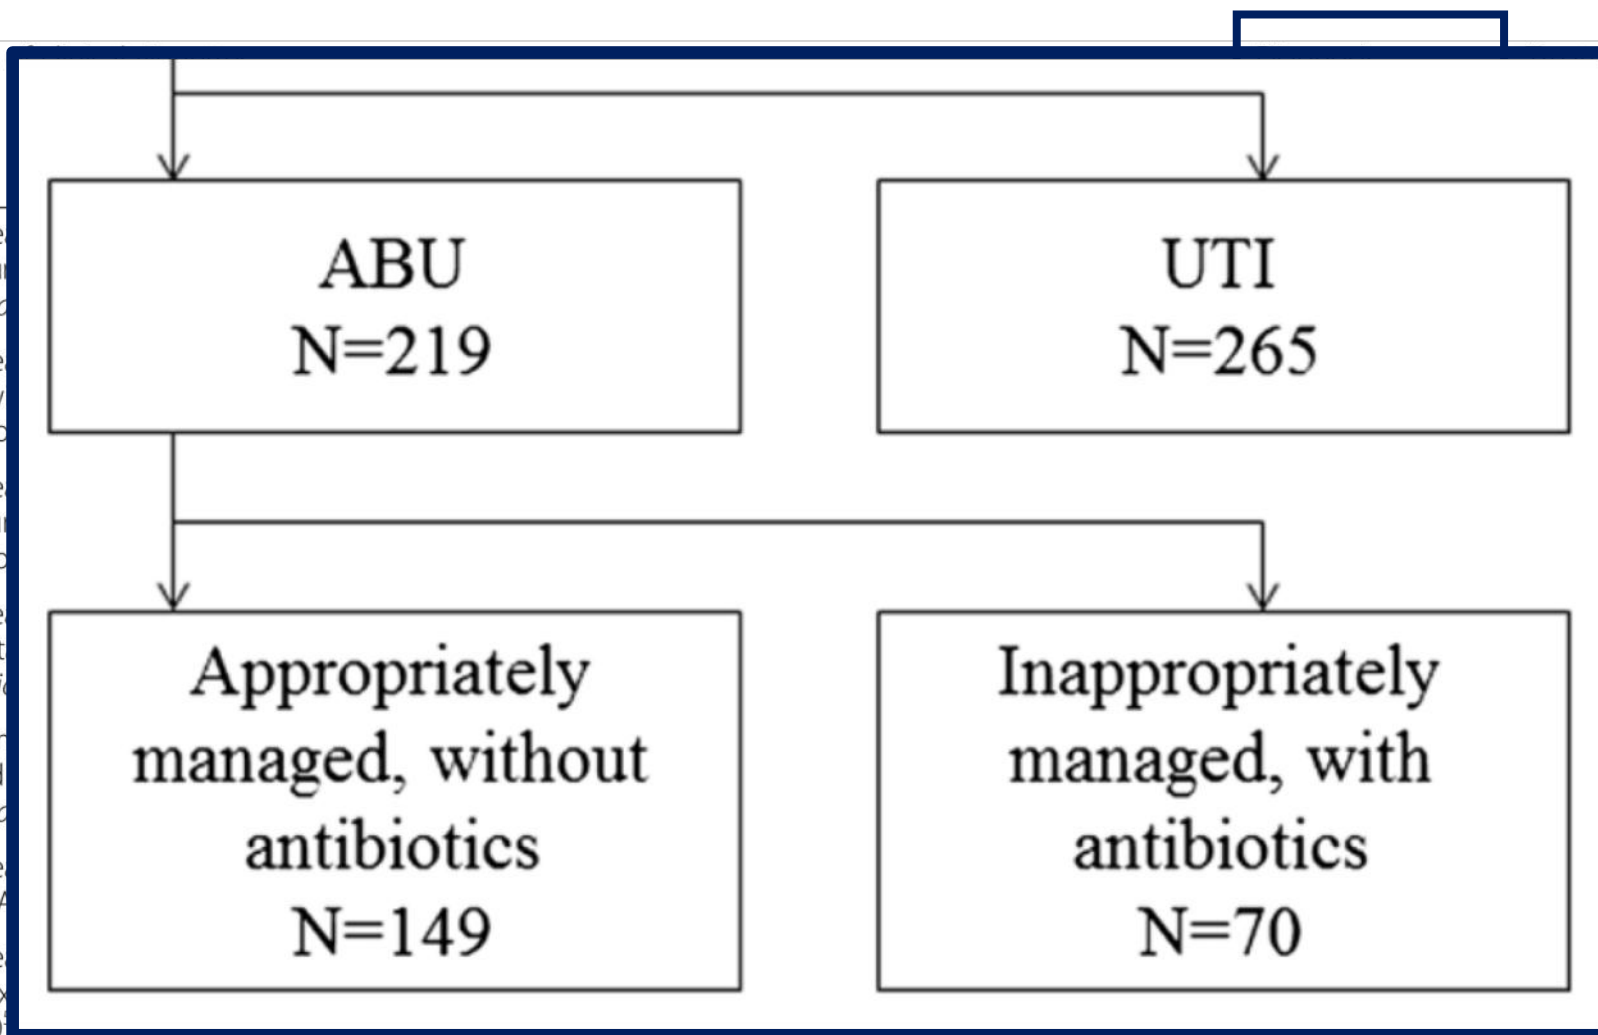 ABU
N=219
UTI
N=265
Appropriately
managed, without
antibiotics
N=149
Inappropriately
managed, with
antibiotics
N=70